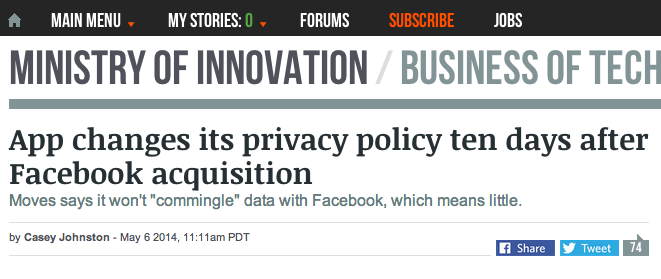 MAIN MENU MY STORIES: 0 FORUMS SUBSCRIBE JOBS
MINISTRY OF INNOVATION / BUSINESS OF TECH
App changes its privacy policy ten days after
Facebook acquisition
Moves says it won't "commingle" data with Facebook, which means little.
by Casey Johnston - May 6 2014, 11:11am PDT
Share Tweet 74